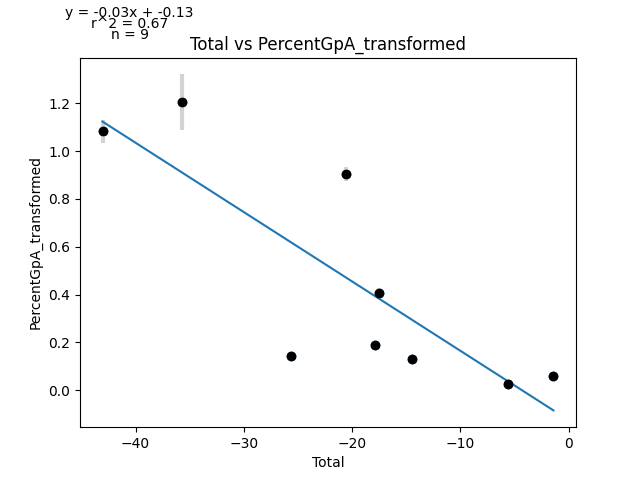 y = -0.03x + -0.13
r^2 = 0.67
n = 9
Total vs PercentGpA_transformed
PercentGpA_transformed
1.2
1.0
0.8
0.6
0.4
0.2
0.0
−40
−30
−20
−10
0
Total